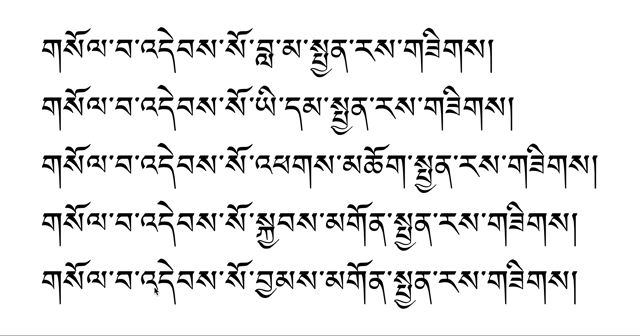 གསོལ་བ་འདེབས་སོ་བླ་མ་སྤྱན་རས་གཟིགས།
གསོལ་བ་འདེབས་སོ་ཡི་དམ་སྤྱན་རས་གཟིགས།
གསོལ་བ་འདེབས་སོ་འཕགས་མཆོག་སྤྱན་རས་གཟིགས།
གསོལ་བ་འདེབས་སོ་སྐྱབས་མགོན་སྤྱན་རས་གཟིགས།
གསོལ་བ་འདེབས་སོ་བྱམས་མགོན་སྤྱན་རས་གཟིགས།